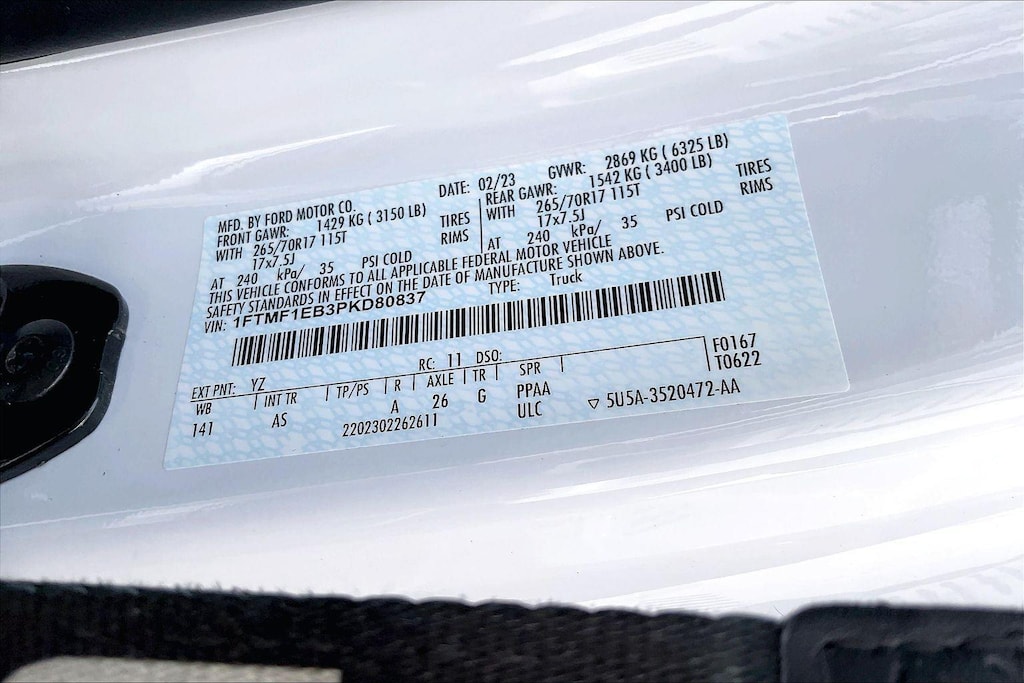 MFD. BY FORD MOTOR CO.
DATE: 02/23 GVWR: 2869 KG ( 6325 LB)
FRONT GAWR: 1429 KG ( 3150 LB) REAR GAWR: 1542 KG ( 3400 LB)
WITH 265/70R17 115T TIRES WITH 265/70R17 115T TIRES
17x7.5J RIMS 17x7.5J RIMS
AT 240 kPa/ 35 PSI COLD AT 240 kPa/ 35 PSI COLD
THIS VEHICLE CONFORMS TO ALL APPLICABLE FEDERAL MOTOR VEHICLE
SAFETY STANDARDS IN EFFECT ON THE DATE OF MANUFACTURE SHOWN ABOVE.
VIN: 1FTMF1EB3PKD80837 TYPE: Truck
EXT PNT: YZ RC: 11 DSO: F0167
WB INT TR TP/PS R AXLE TR SPR T0622
141 AS A 26 G PPAA
2202302262611 ULC ▽ 5U5A-3520472-AA